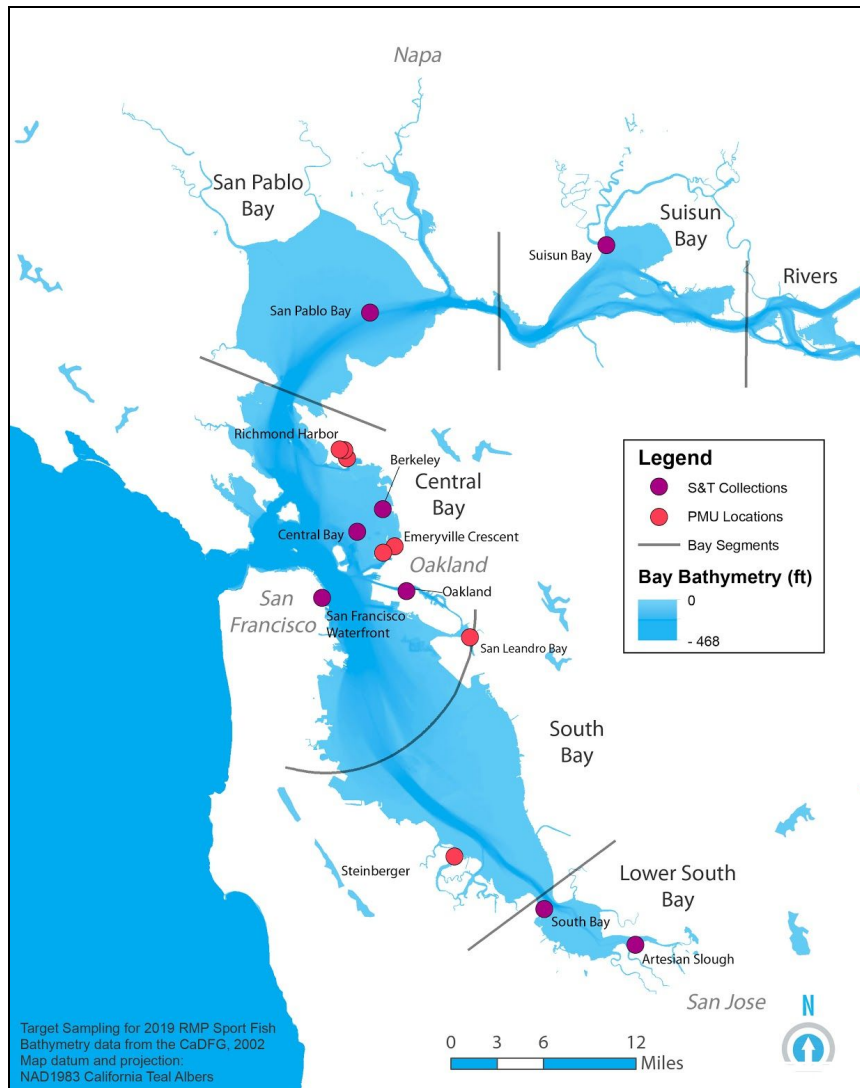 Napa
San Pablo
Bay
Suisun
Bay
Suisun Bay
Rivers
San Pablo Bay
Richmond Harbor
Berkeley
Central
Bay
Central Bay
Emeryville Crescent
Oakland
Oakland
San
Francisco
San Francisco
Waterfront
San Leandro Bay
Legend
S&T Collections
PMU Locations
Bay Segments
Bay Bathymetry (ft)
0
- 468
South
Bay
Steinberger
Lower South
Bay
South Bay
Artesian Slough
San Jose
N
Target Sampling for 2019 RMP Sport Fish
Bathymetry data from the CaDFG, 2002
Map datum and projection:
NAD1983 California Teal Albers
0 3 6 12
Miles